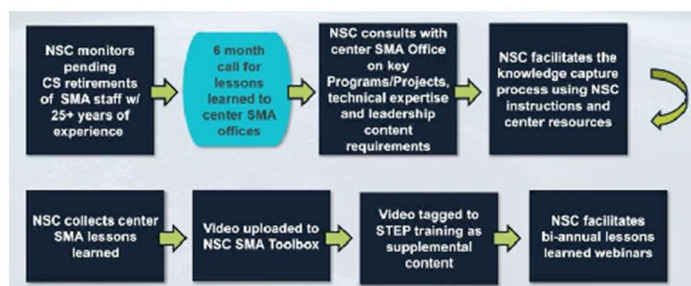 NSC monitors
pending
CS retirements
of SMA staff w/
25+ years of
experience
6 month
call for
lessons
learned to
center SMA
offices
NSC consults with
center SMA Office
on key
Programs/Projects,
technical expertise
and leadership
content
requirements
NSC facilitates the
knowledge capture
process using NSC
instructions and
center resources
NSC collects center
SMA lessons
learned
Video uploaded to
NSC SMA Toolbox
Video tagged to
STEP training as
supplemental
content
NSC facilitates
bi-annual lessons
learned webinars